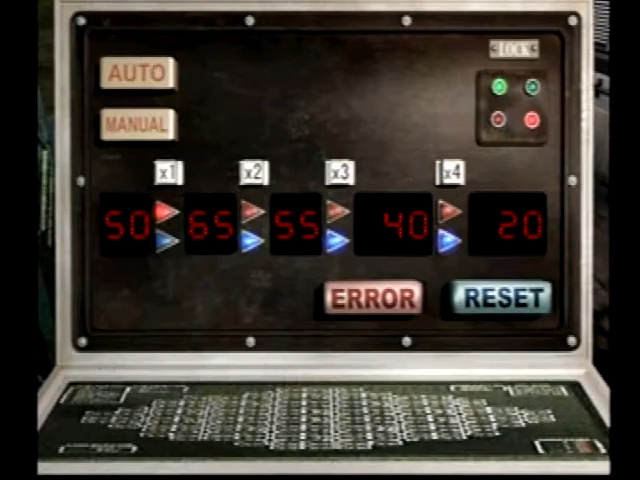 LOCK
AUTO
MANUAL
x1 x2 x3 x4
50 65 55 40 20
ERROR RESET